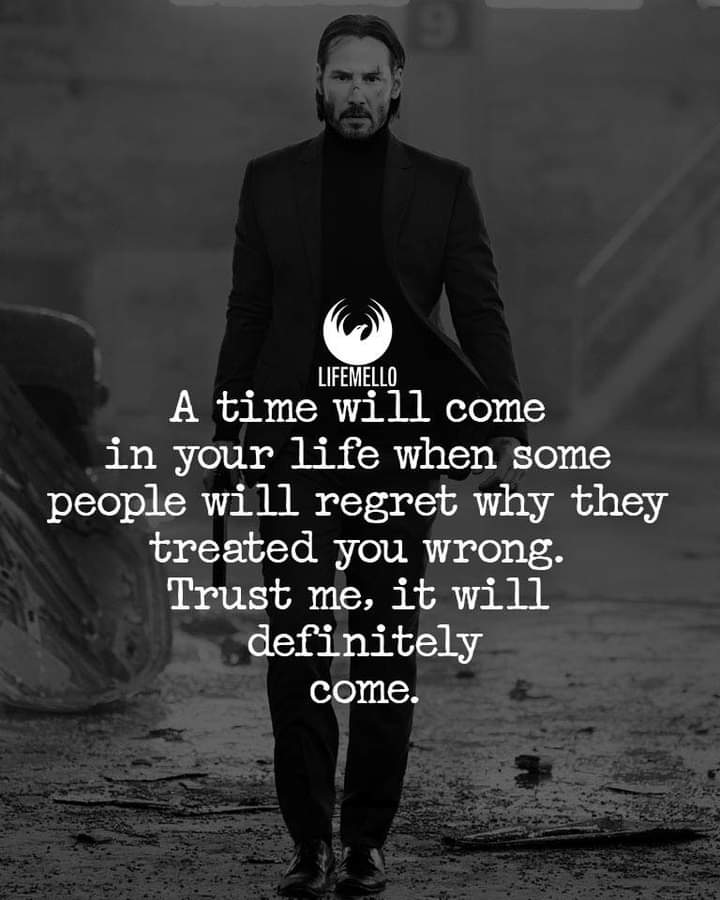 9
LIFEMELLO
A time will come
in your life when some
people will regret why they
treated you wrong.
Trust me, it will
definitely
come.